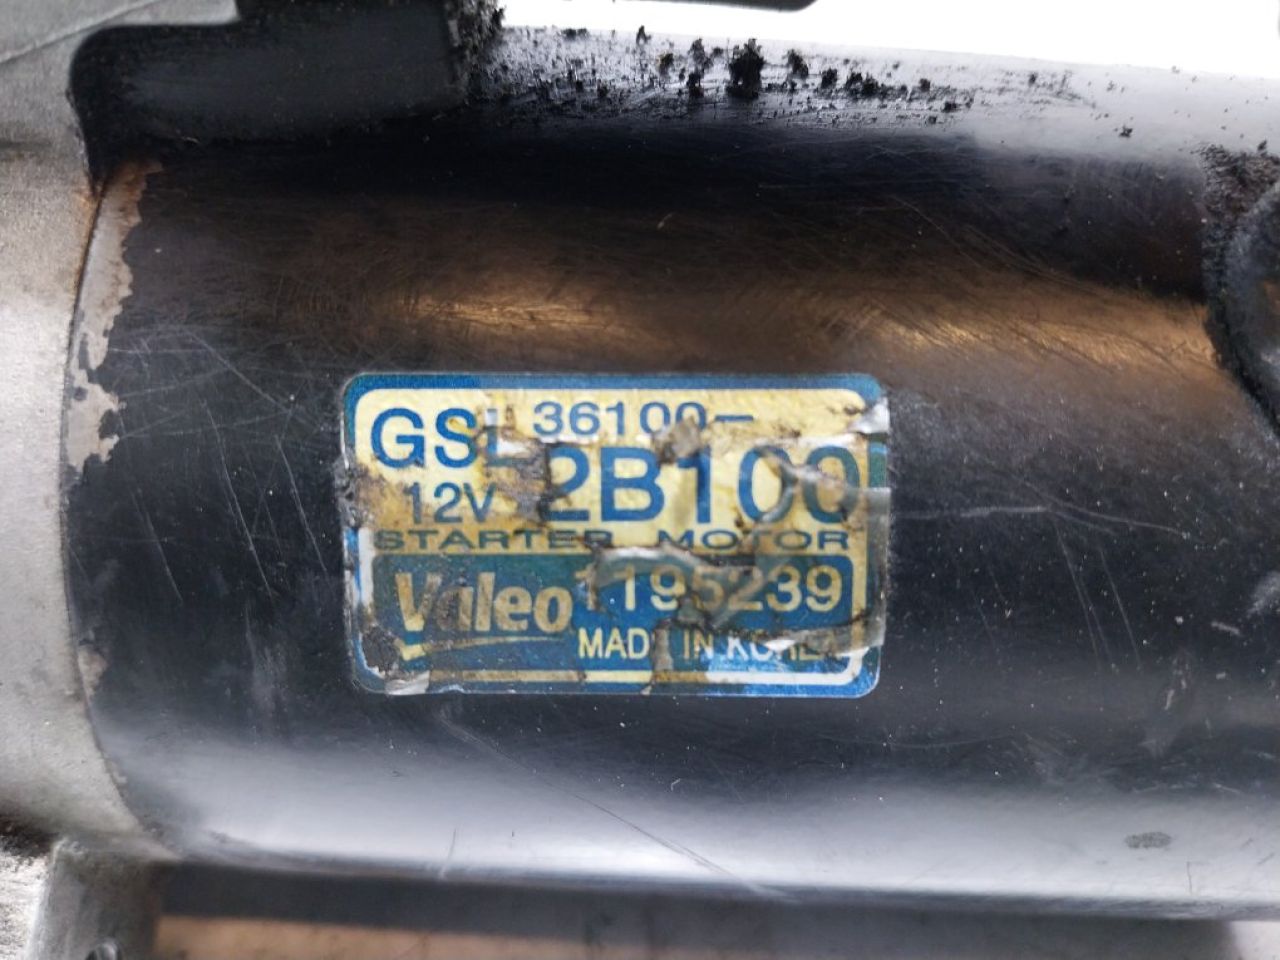 GSL 36100-
12V 2B100
STARTER MOTOR
Valeo 1195239
MADE IN KOREA